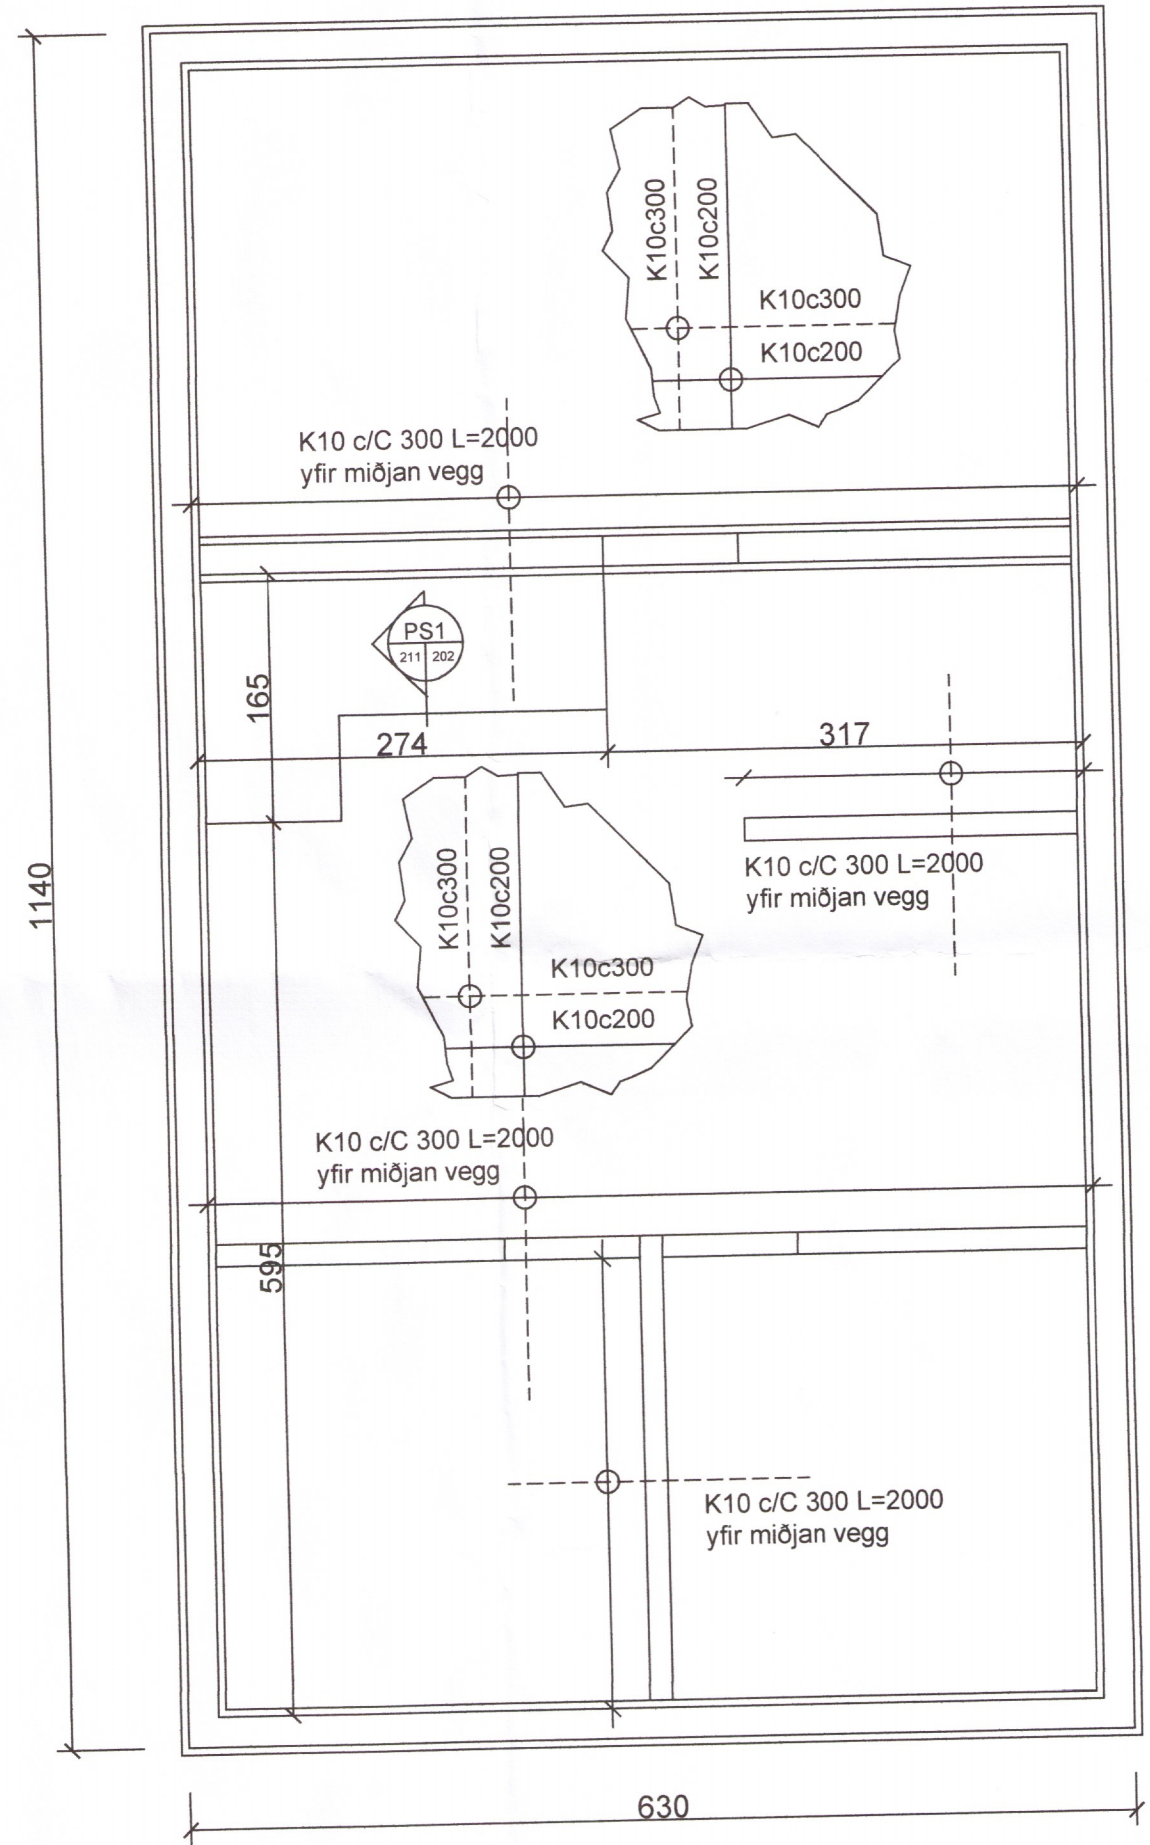 K10c300
K10c200
K10c300
K10c200
K10 c/C 300 L=2000
yfir miðjan vegg
PS1
211 202
165
274
317
1140
K10c300
K10c200
K10c300
K10c200
K10 c/C 300 L=2000
yfir miðjan vegg
K10 c/C 300 L=2000
yfir miðjan vegg
595
K10 c/C 300 L=2000
yfir miðjan vegg
630